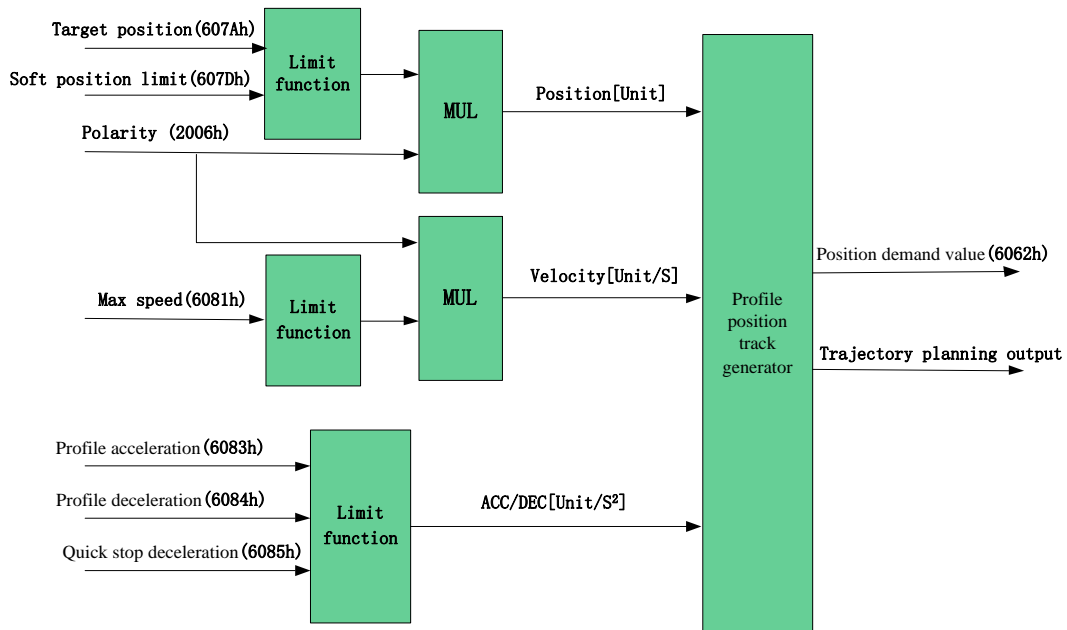 Target position(607Ah)
Soft position limit(607Dh)
Limit
function
Polarity (2006h)
MUL
Position[Unit]
Max speed(6081h)
Limit
function
MUL
Velocity[Unit/S]
Profile acceleration(6083h)
Profile deceleration(6084h)
Quick stop deceleration(6085h)
Limit
function
ACC/DEC[Unit/S²]
Profile
position
track
generator
Position demand value(6062h)
Trajectory planning output